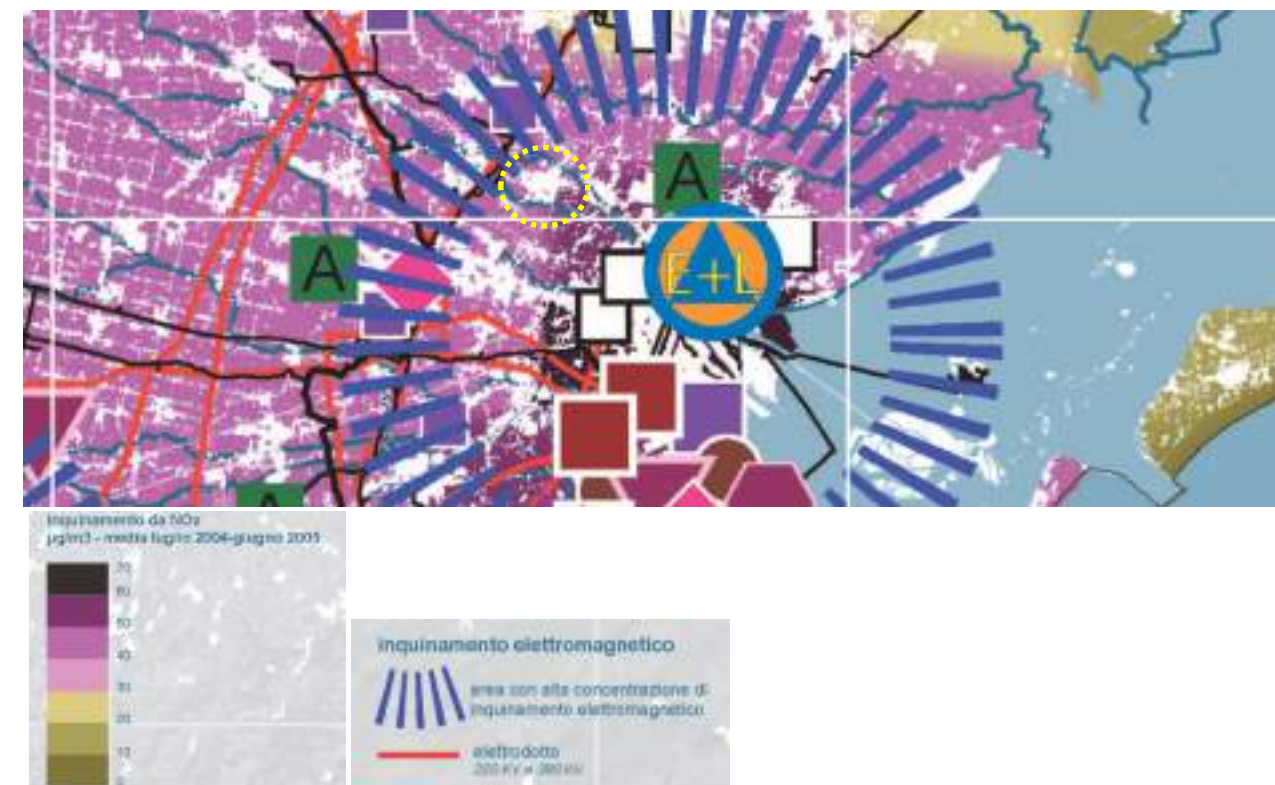 A
A
E+L
A
inquinamento da NOx
µg/m3 - media luglio 2004-giugno 2005
70
60
50
40
30
20
10
0
inquinamento elettromagnetico
area con alta concentrazione di
inquinamento elettromagnetico
elettrodotto
220 KV e 380 KV